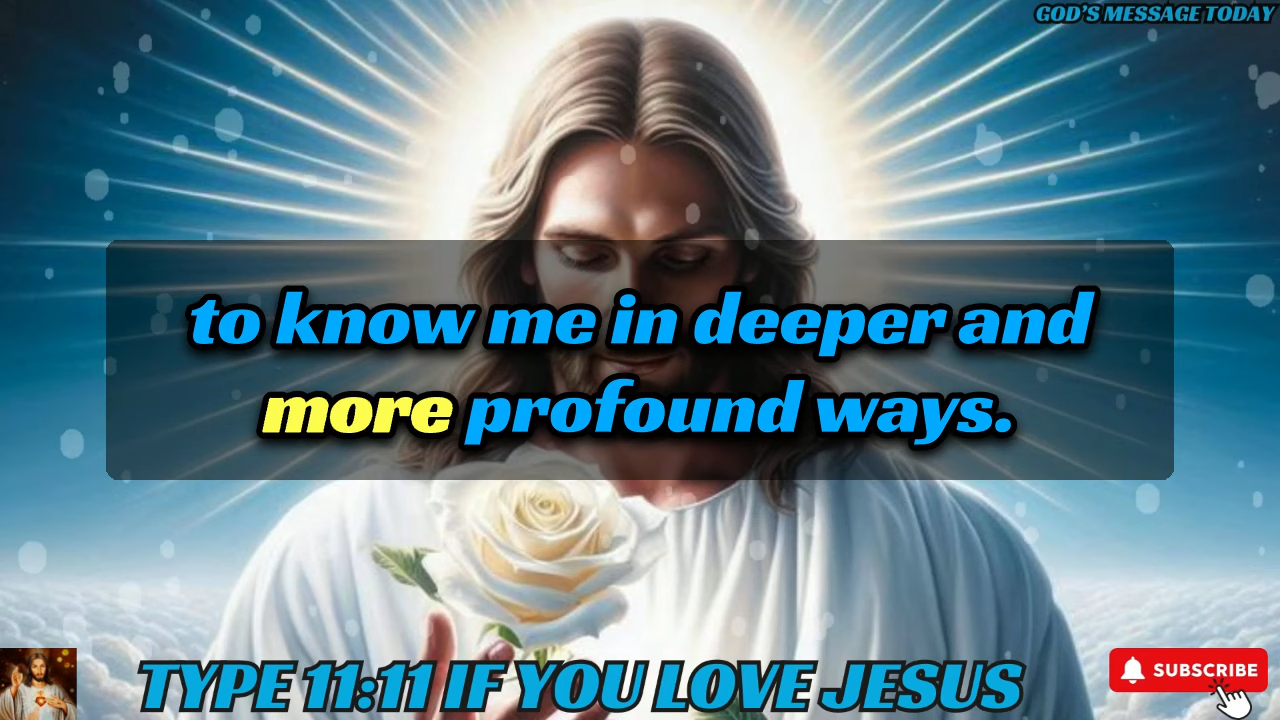 GOD'S MESSAGE TODAY
to know me in deeper and
more profound ways.
TYPE 11:11 IF YOU LOVE JESUS
SUBSCRIBE